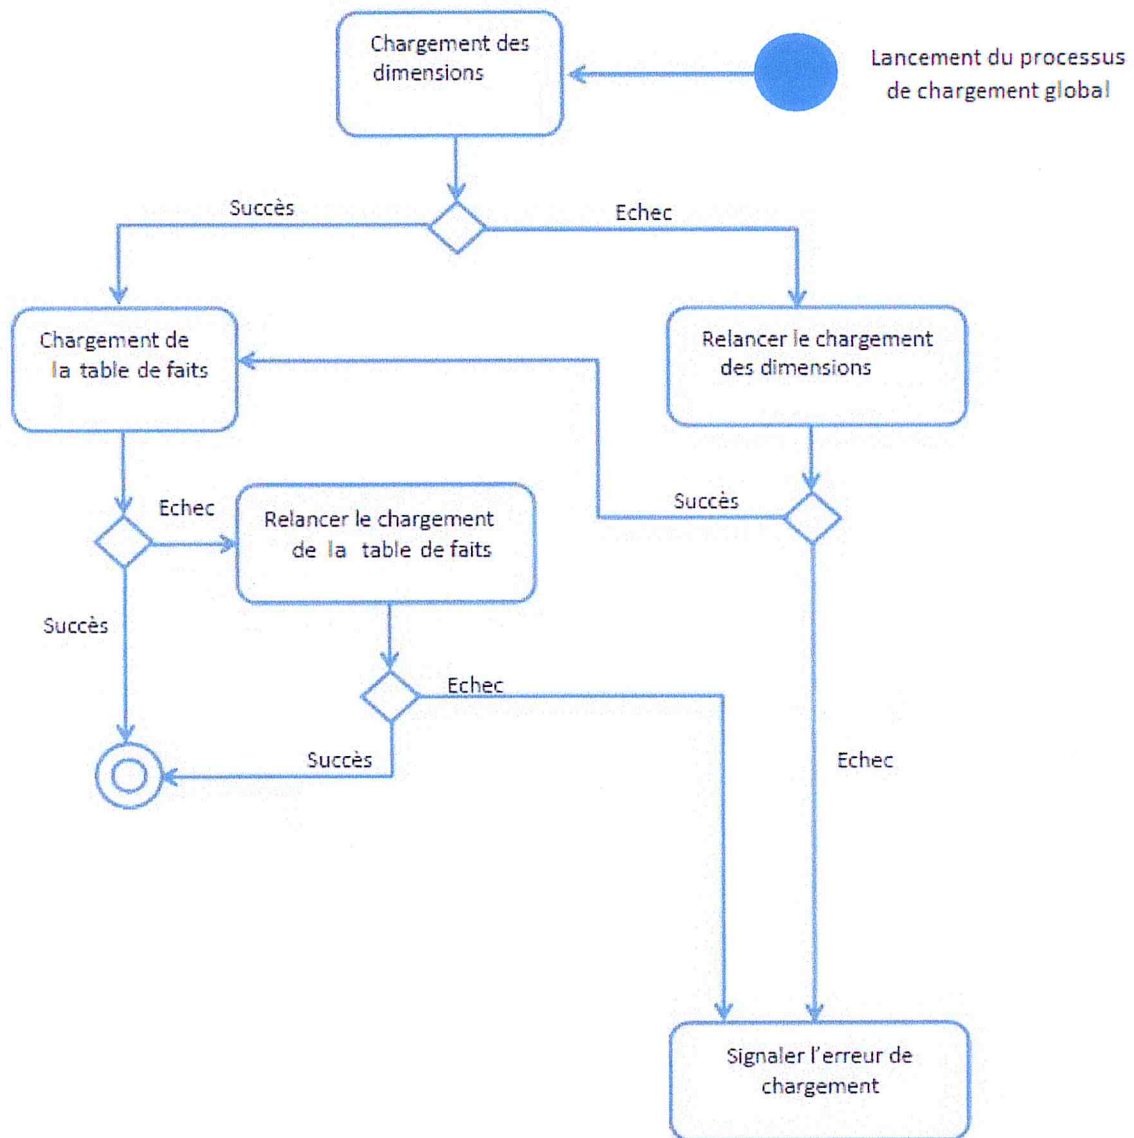 Chargement des
dimensions
Lancement du processus
de chargement global
Succès
Echec
Chargement de
la table de faits
Relancer le chargement
des dimensions
Succès
Echec
Relancer le chargement
de la table de faits
Succès
Echec
Succès
Echec
Signaler l'erreur de
chargement